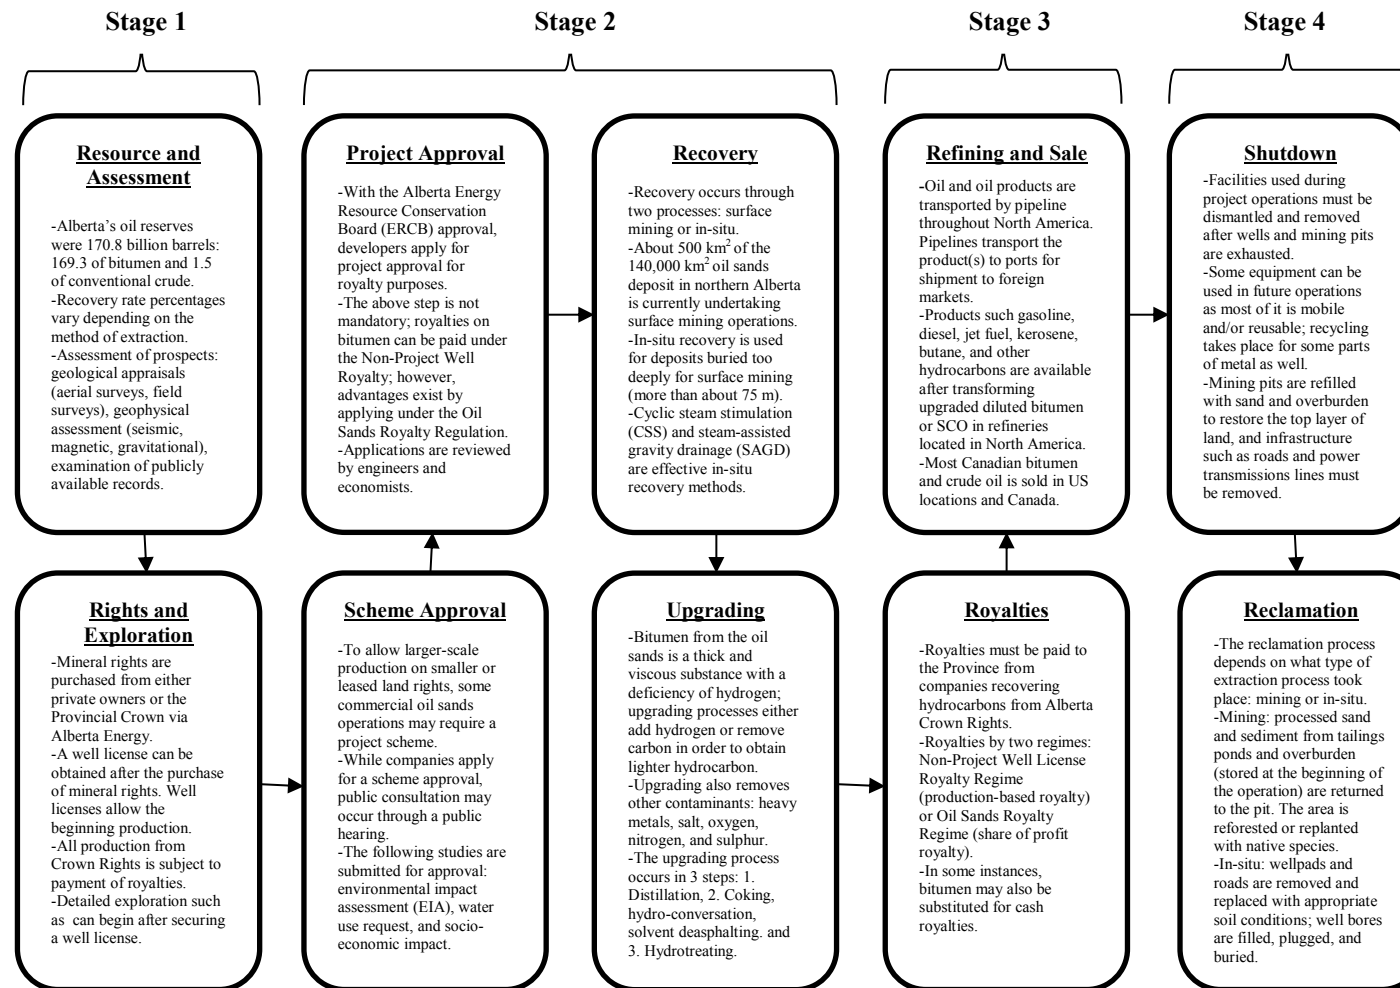 Stage 1
Stage 2
Stage 3
Stage 4
Resource and
Assessment
-Alberta's oil reserves
were 170.8 billion barrels:
169.3 of bitumen and 1.5
of conventional crude.
-Recovery rate percentages
vary depending on the
method of extraction.
-Assessment of prospects:
geological appraisals
(aerial surveys, field
surveys), geophysical
assessment (seismic,
magnetic, gravitational),
examination of publicly
available records.
Rights and
Exploration
-Mineral rights are
purchased from either
private owners or the
Provincial Crown via
Alberta Energy.
-A well license can be
obtained after the purchase
of mineral rights. Well
licenses allow the
beginning production.
-All production from
Crown Rights is subject to
payment of royalties.
-Detailed exploration such
as can begin after securing
a well license.
Scheme Approval
-To allow larger-scale
production on smaller or
leased land rights, some
commercial oil sands
operations may require a
project scheme.
-While companies apply
for a scheme approval,
public consultation may
occur through a public
hearing.
-The following studies are
submitted for approval:
environmental impact
assessment (EIA), water
use request, and socio-
economic impact.
Project Approval
-With the Alberta Energy
Resource Conservation
Board (ERCB) approval,
developers apply for
project approval for
royalty purposes.
-The above step is not
mandatory; royalties on
bitumen can be paid under
the Non-Project Well
Royalty; however,
advantages exist by
applying under the Oil
Sands Royalty Regulation.
-Applications are reviewed
by engineers and
economists.
Recovery
-Recovery occurs through
two processes: surface
mining or in-situ.
-About 500 km² of the
140,000 km² oil sands
deposit in northern Alberta
is currently undertaking
surface mining operations.
-In-situ recovery is used
for deposits buried too
deeply for surface mining
(more than about 75 m).
-Cyclic steam stimulation
(CSS) and steam-assisted
gravity drainage (SAGD)
are effective in-situ
recovery methods.
Upgrading
-Bitumen from the oil
sands is a thick and
viscous substance with a
deficiency of hydrogen;
upgrading processes either
add hydrogen or remove
carbon in order to obtain
lighter hydrocarbon.
-Upgrading also removes
other contaminants: heavy
metals, salt, oxygen,
nitrogen, and sulphur.
-The upgrading process
occurs in 3 steps: 1.
Distillation, 2. Coking,
hydro-conversation,
solvent deasphalting. and
3. Hydrotreating.
Royalties
-Royalties must be paid to
the Province from
companies recovering
hydrocarbons from Alberta
Crown Rights.
-Royalties by two regimes:
Non-Project Well License
Royalty Regime
(production-based royalty)
or Oil Sands Royalty
Regime (share of profit
royalty).
-In some instances,
bitumen may also be
substituted for cash
royalties.
Refining and Sale
-Oil and oil products are
transported by pipeline
throughout North America.
Pipelines transport the
product(s) to ports for
shipment to foreign
markets.
-Products such gasoline,
diesel, jet fuel, kerosene,
butane, and other
hydrocarbons are available
after transforming
upgraded diluted bitumen
or SCO in refineries
located in North America.
-Most Canadian bitumen
and crude oil is sold in US
locations and Canada.
Shutdown
-Facilities used during
project operations must be
dismantled and removed
after wells and mining pits
are exhausted.
-Some equipment can be
used in future operations
as most of it is mobile
and/or reusable; recycling
takes place for some parts
of metal as well.
-Mining pits are refilled
with sand and overburden
to restore the top layer of
land, and infrastructure
such as roads and power
transmissions lines must
be removed.
Reclamation
-The reclamation process
depends on what type of
extraction process took
place: mining or in-situ.
-Mining: processed sand
and sediment from tailings
ponds and overburden
(stored at the beginning of
the operation) are returned
to the pit. The area is
reforested or replanted
with native species.
-In-situ: wellpads and
roads are removed and
replaced with appropriate
soil conditions; well bores
are filled, plugged, and
buried.